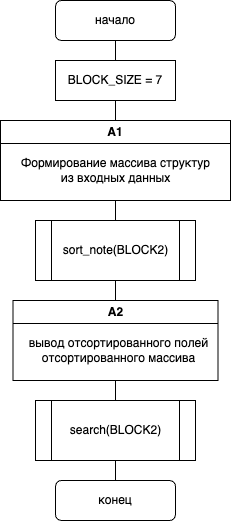 начало
BLOCK_SIZE = 7
A1
Формирование массива структур
из входных данных
sort_note(BLOCK2)
A2
вывод отсортированного полей
отсортированного массива
search(BLOCK2)
конец